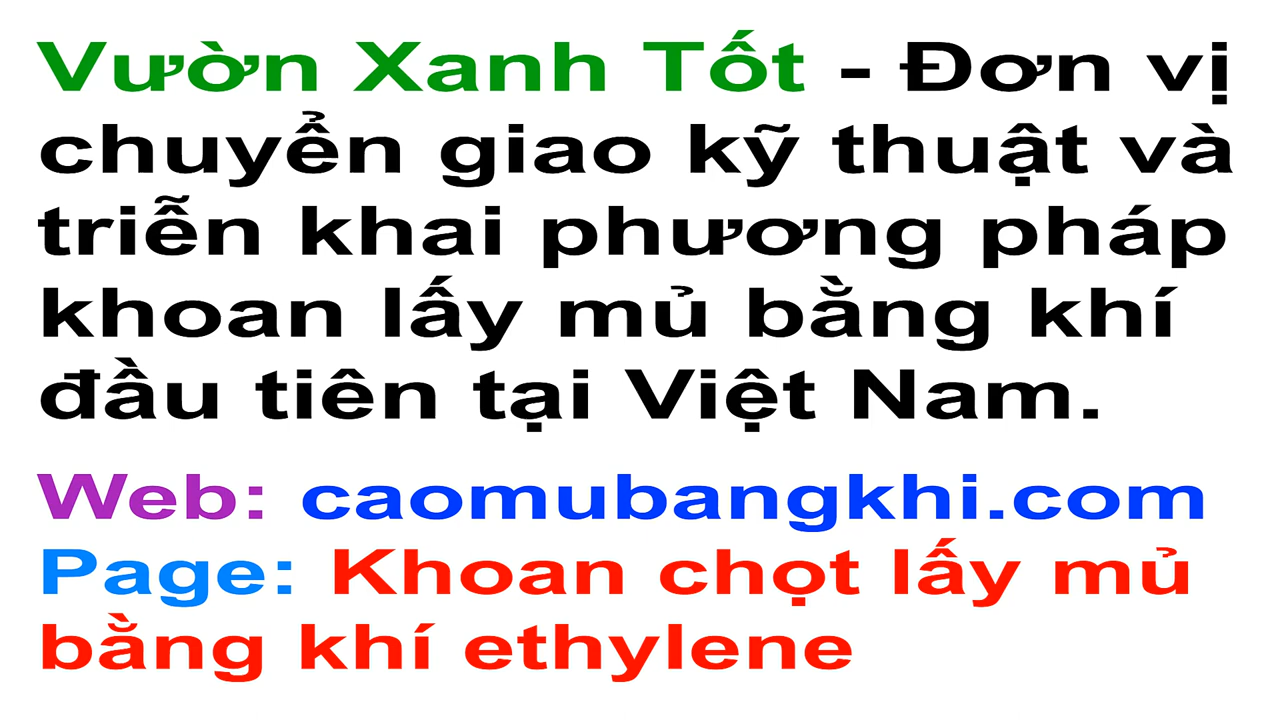 Vườn Xanh Tốt - Đơn vị
chuyển giao kỹ thuật và
triễn khai phương pháp
khoan lấy mủ bằng khí
đầu tiên tại Việt Nam.
Web: caomubangkhi.com
Page: Khoan chọt lấy mủ
bằng khí ethylene